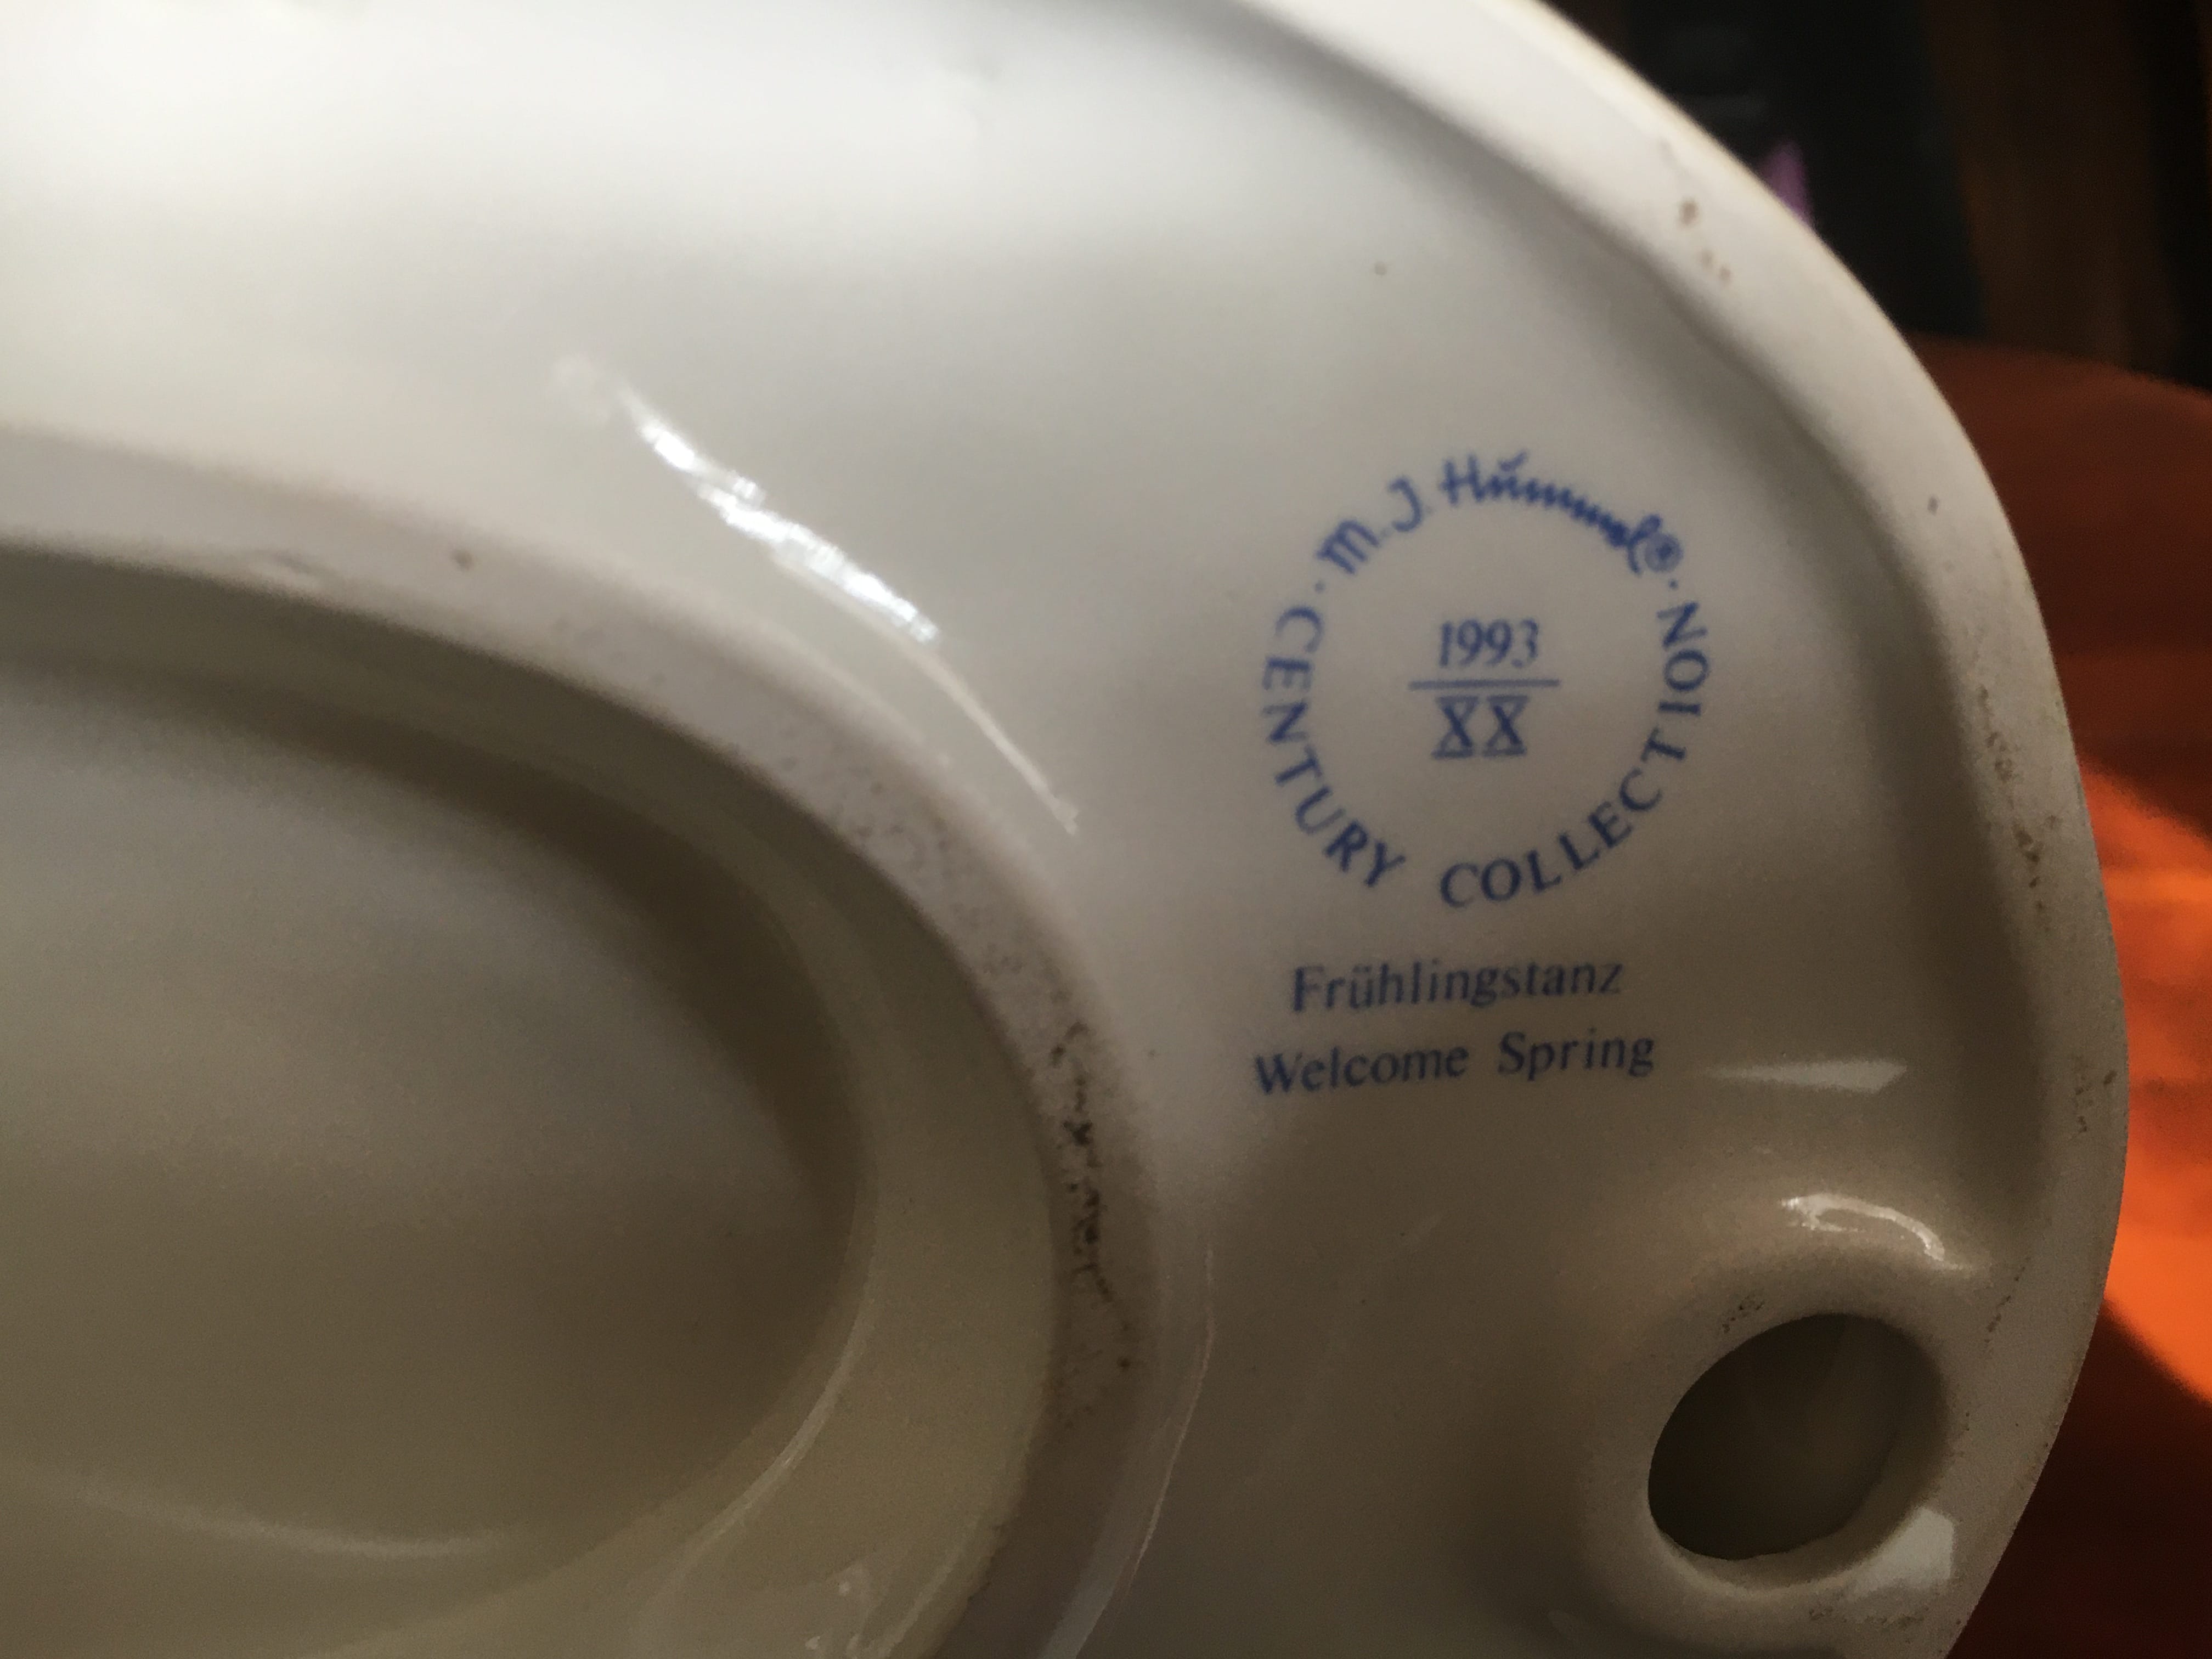 M. J. Hummel® · CENTURY COLLECTION ·
1993
XX
Frühlingstanz
Welcome Spring